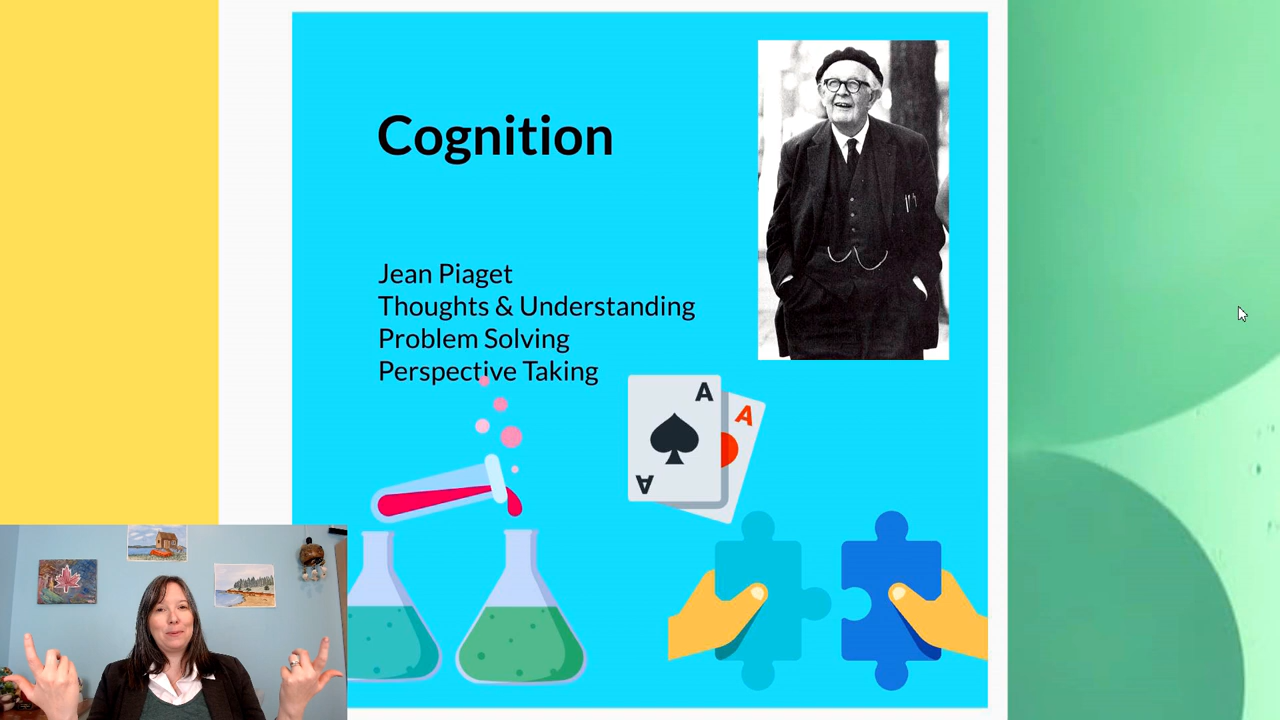 Cognition
Jean Piaget
Thoughts & Understanding
Problem Solving
Perspective Taking
A
A
A